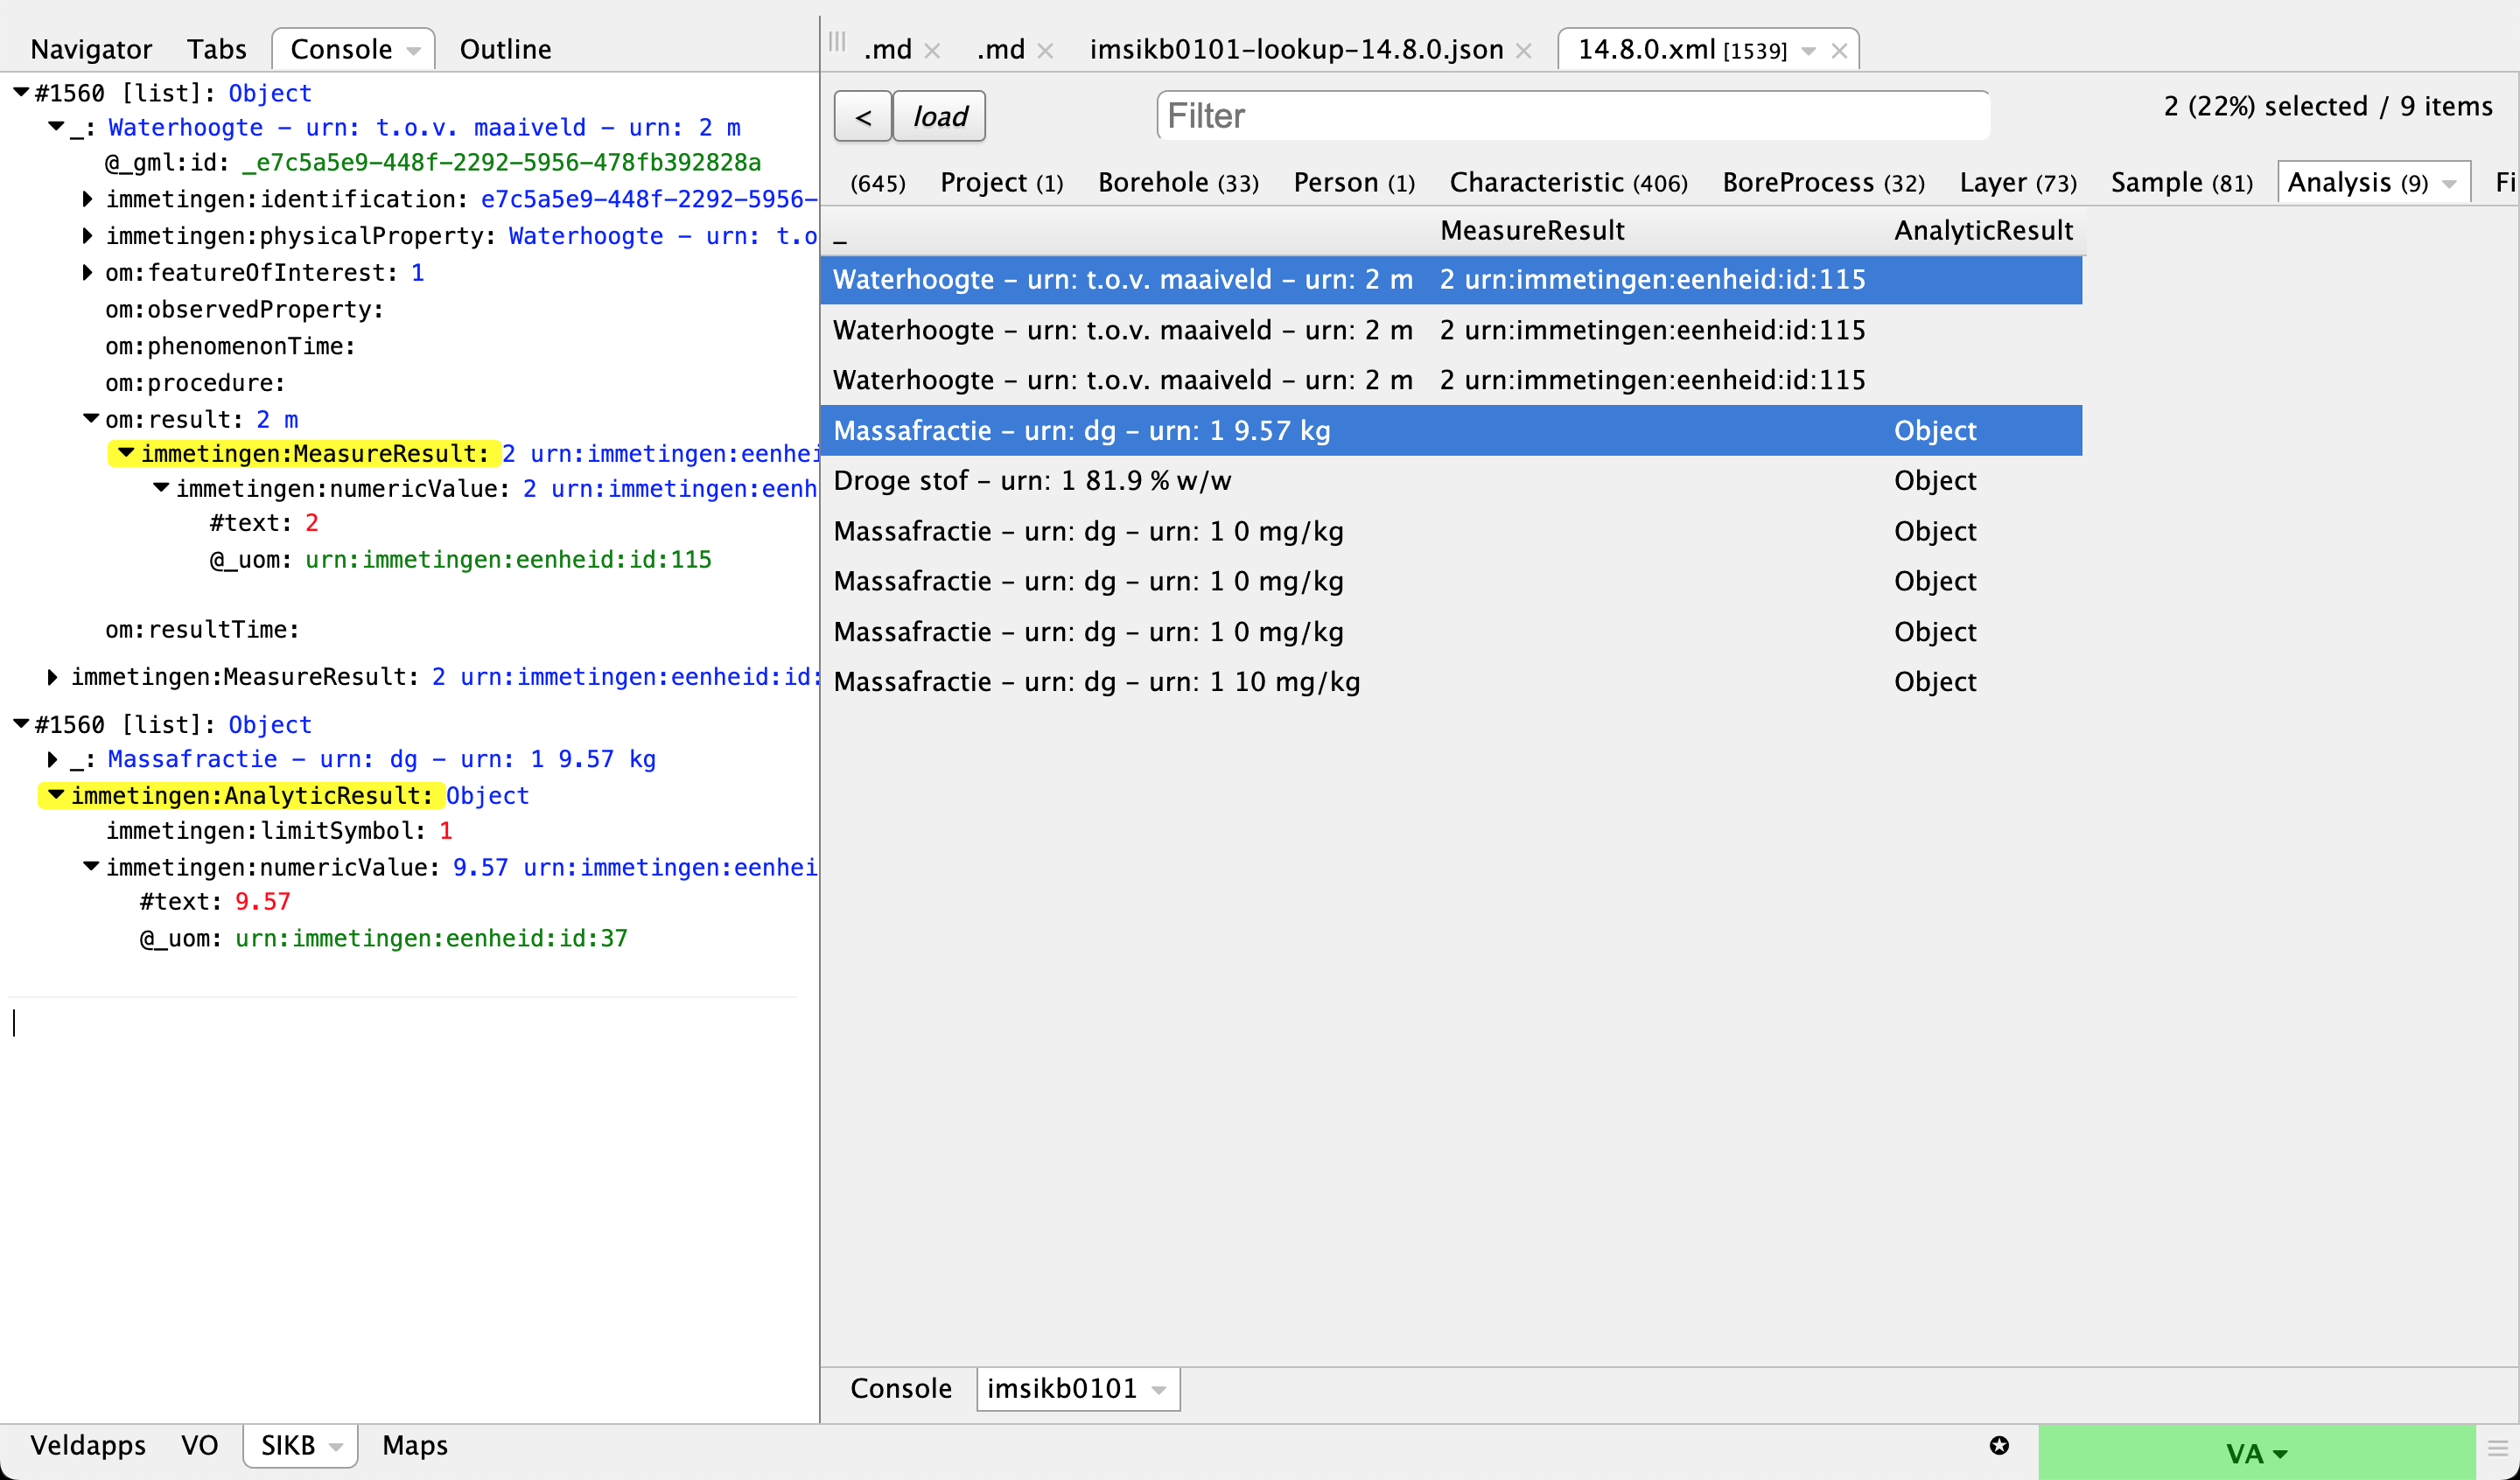 Navigator Tabs Console Outline
#1560 [list]: Object
_: Waterhoogte - urn: t.o.v. maaiveld - urn: 2 m
@_gml:id: _e7c5a5e9-448f-2292-5956-478fb392828a
immetingen:identification: e7c5a5e9-448f-2292-5956-
immetingen:physicalProperty: Waterhoogte - urn: t.o
om:featureOfInterest: 1
om:observedProperty:
om:phenomenonTime:
om:procedure:
om:result: 2 m
immetingen:MeasureResult: 2 urn:immetingen:eenhei
immetingen:numericValue: 2 urn:immetingen:eenh
#text: 2
@_uom: urn:immetingen:eenheid:id:115
om:resultTime:
immetingen:MeasureResult: 2 urn:immetingen:eenheid:id:
#1560 [list]: Object
_: Massafractie - urn: dg - urn: 1 9.57 kg
immetingen:AnalyticResult: Object
immetingen:limitSymbol: 1
immetingen:numericValue: 9.57 urn:immetingen:eenhei
#text: 9.57
@_uom: urn:immetingen:eenheid:id:37
.md × .md × imsikb0101-lookup-14.8.0.json × 14.8.0.xml [1539] ×
< load Filter 2 (22%) selected / 9 items
(645) Project (1) Borehole (33) Person (1) Characteristic (406) BoreProcess (32) Layer (73) Sample (81) Analysis (9) Fi
_ MeasureResult AnalyticResult
Waterhoogte - urn: t.o.v. maaiveld - urn: 2 m 2 urn:immetingen:eenheid:id:115
Waterhoogte - urn: t.o.v. maaiveld - urn: 2 m 2 urn:immetingen:eenheid:id:115
Waterhoogte - urn: t.o.v. maaiveld - urn: 2 m 2 urn:immetingen:eenheid:id:115
Massafractie - urn: dg - urn: 1 9.57 kg Object
Droge stof - urn: 1 81.9 % w/w Object
Massafractie - urn: dg - urn: 1 0 mg/kg Object
Massafractie - urn: dg - urn: 1 0 mg/kg Object
Massafractie - urn: dg - urn: 1 0 mg/kg Object
Massafractie - urn: dg - urn: 1 10 mg/kg Object
Console imsikb0101
Veldapps VO SIKB Maps VA